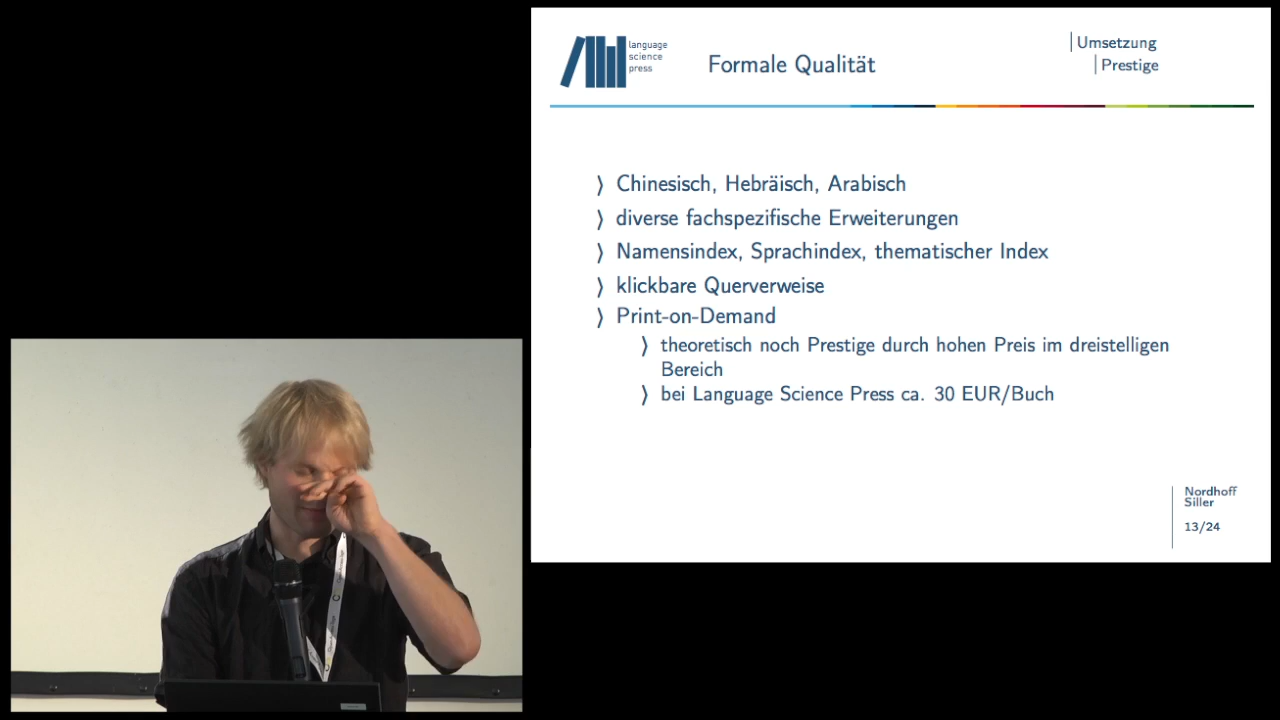 language
science
press
Formale Qualität
Umsetzung
Prestige
⟩ Chinesisch, Hebräisch, Arabisch
⟩ diverse fachspezifische Erweiterungen
⟩ Namensindex, Sprachindex, thematischer Index
⟩ klickbare Querverweise
⟩ Print-on-Demand
⟩ theoretisch noch Prestige durch hohen Preis im dreistelligen
Bereich
⟩ bei Language Science Press ca. 30 EUR/Buch
Nordhoff
Siller
13/24